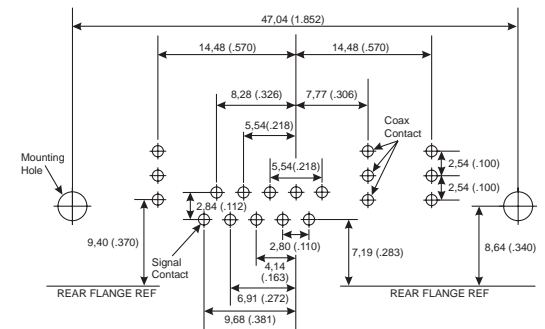 47,04 (1.852)
14,48 (.570)
14,48 (.570)
8,28 (.326)
7,77 (.306)
5,54(.218)
Coax
Contact
Mounting
Hole
5,54(.218)
2,54 (.100)
2,54 (.100)
2,84 (.112)
9,40 (.370)
Signal
Contact
2,80 (.110)
7,19 (.283)
8,64 (.340)
4,14
(.163)
REAR FLANGE REF
6,91 (.272)
REAR FLANGE REF
9,68 (.381)